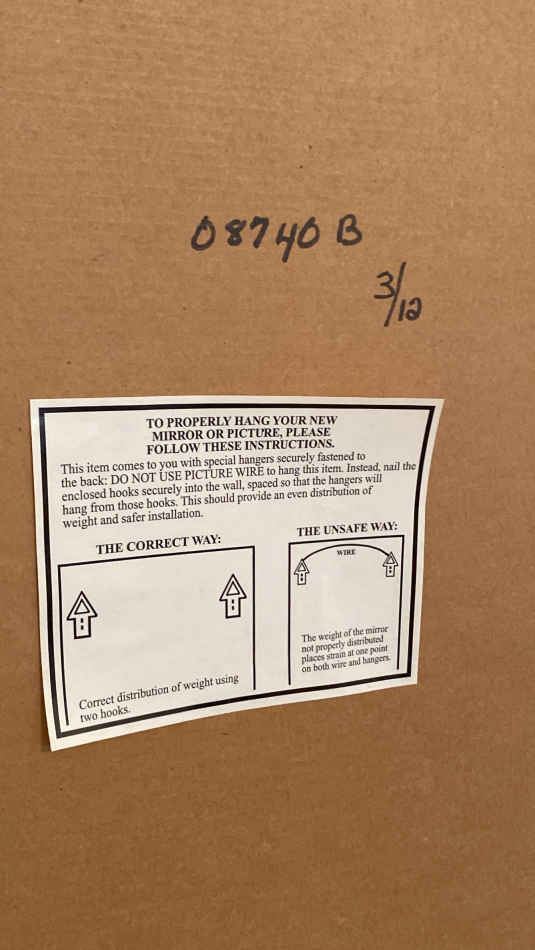 08740 B
3/12
TO PROPERLY HANG YOUR NEW
MIRROR OR PICTURE, PLEASE
FOLLOW THESE INSTRUCTIONS.
This item comes to you with special hangers securely fastened to
the back: DO NOT USE PICTURE WIRE to hang this item. Instead, nail the
enclosed hooks securely into the wall, spaced so that the hangers will
hang from those hooks. This should provide an even distribution of
weight and safer installation.
THE CORRECT WAY:
Correct distribution of weight using
two hooks.
THE UNSAFE WAY:
WIRE
The weight of the mirror
not properly distributed
places strain at one point
on both wire and hangers.